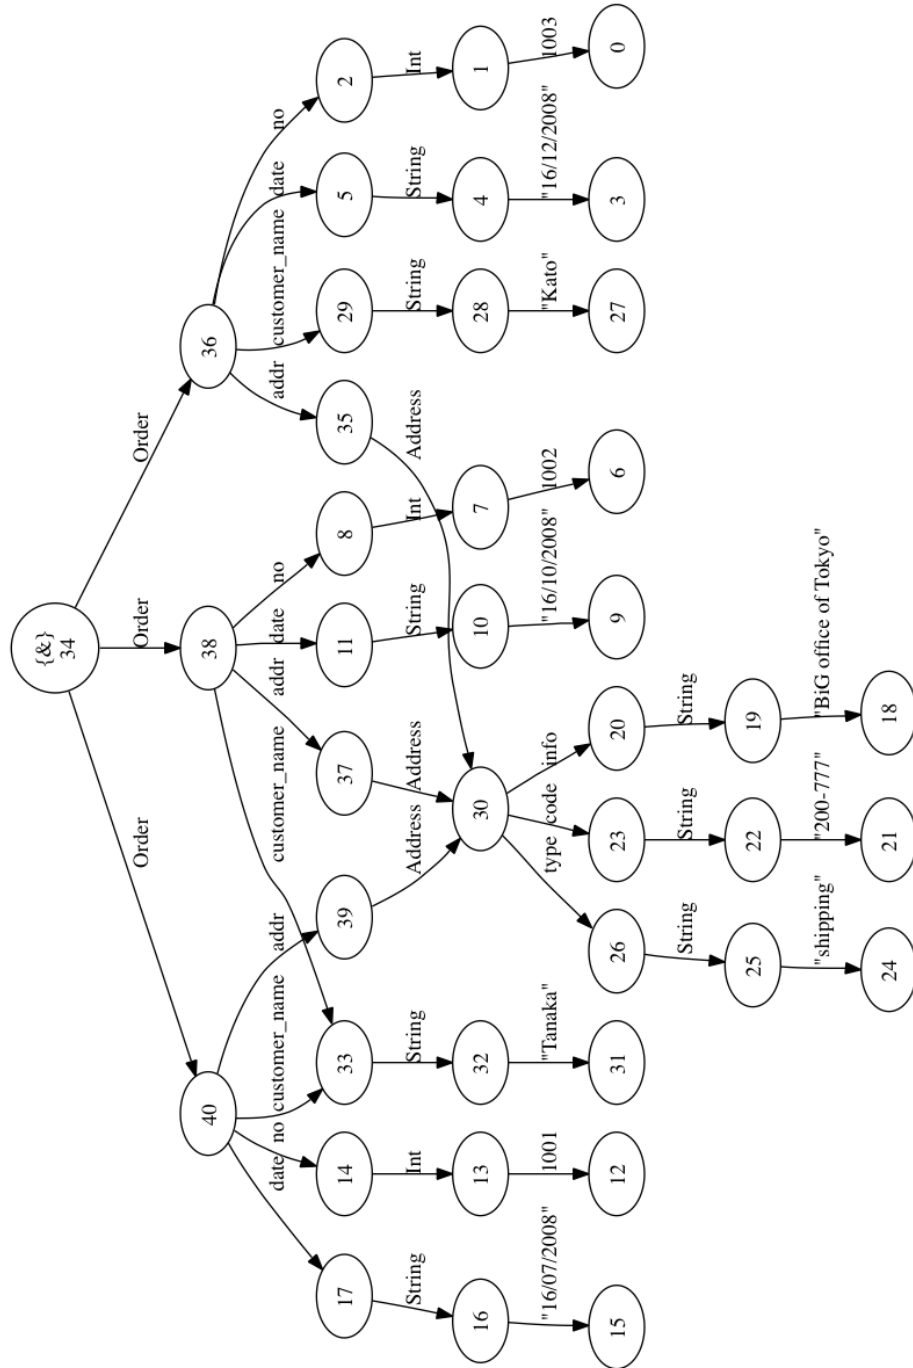 {&}
34
Order Order Order
40 38 36
date no customer_name addr customer_name addr date no addr customer_name date no
17 14 33 39 37 11 8 35 29 5 2
String Int String Address Address String Int Address String String Int
16 13 32 30 10 7 28 4 1
"16/07/2008" 1001 "Tanaka" type code info "16/10/2008" 1002 "Kato" "16/12/2008" 1003
15 12 31 26 23 20 9 6 27 3 0
String String String
25 22 19
"shipping" "200-777" "BiG office of Tokyo"
24 21 18